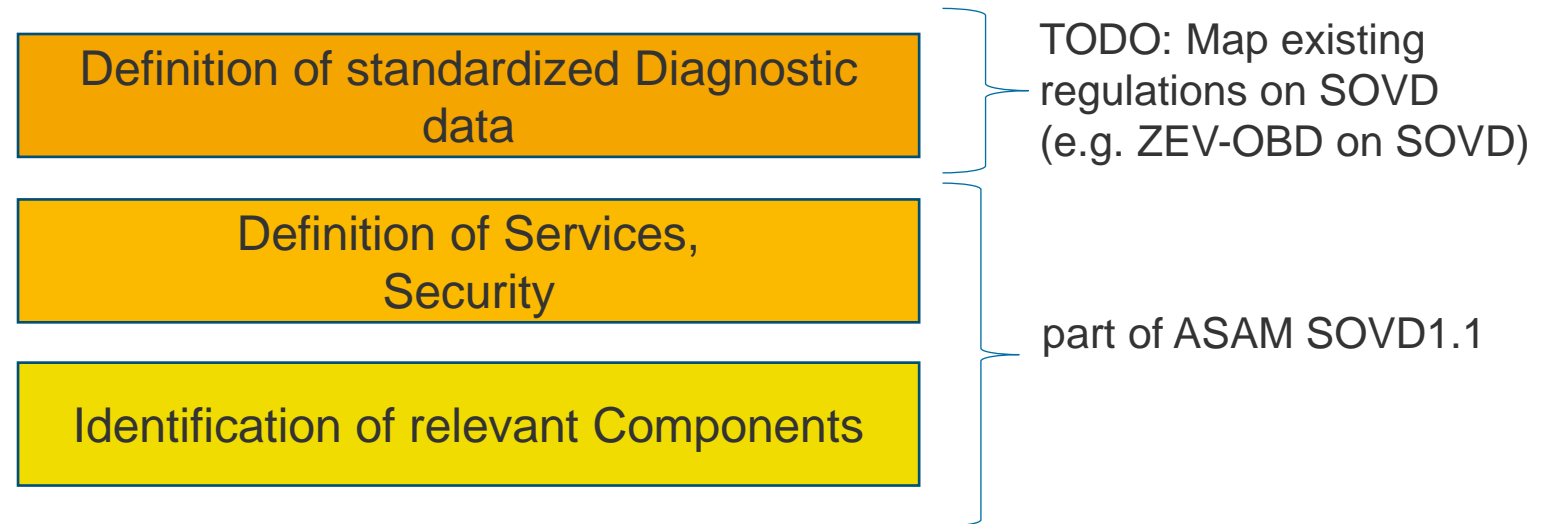 Definition of standardized Diagnostic
data
TODO: Map existing
regulations on SOVD
(e.g. ZEV-OBD on SOVD)
Definition of Services,
Security
part of ASAM SOVD1.1
Identification of relevant Components